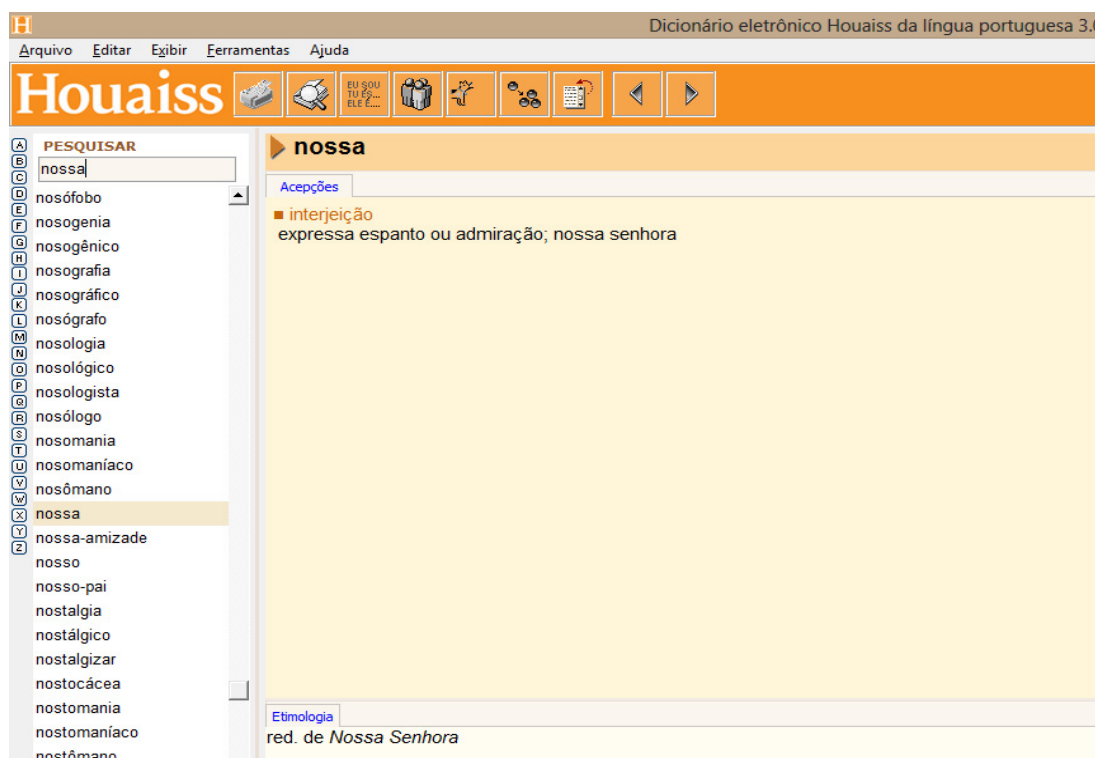 H
Dicionário eletrônico Houaiss da língua portuguesa 3.
Arquivo Editar Exibir Ferramentas Ajuda
Houaiss
EU SOU
TU ÉS...
ELE É....
A
B
C
D
E
F
G
H
I
J
K
L
M
N
O
P
Q
R
S
T
U
V
W
X
Y
Z
PESQUISAR
nossa
nosófobo
nosogenia
nosogênico
nosografia
nosográfico
nosógrafo
nosologia
nosológico
nosologista
nosólogo
nosomania
nosomaníaco
nosômano
nossa
nossa-amizade
nosso
nosso-pai
nostalgia
nostálgico
nostalgizar
nostocácea
nostomania
nostomaníaco
nostômano
nossa
Acepções
interjeição
expressa espanto ou admiração; nossa senhora
Etimologia
red. de Nossa Senhora